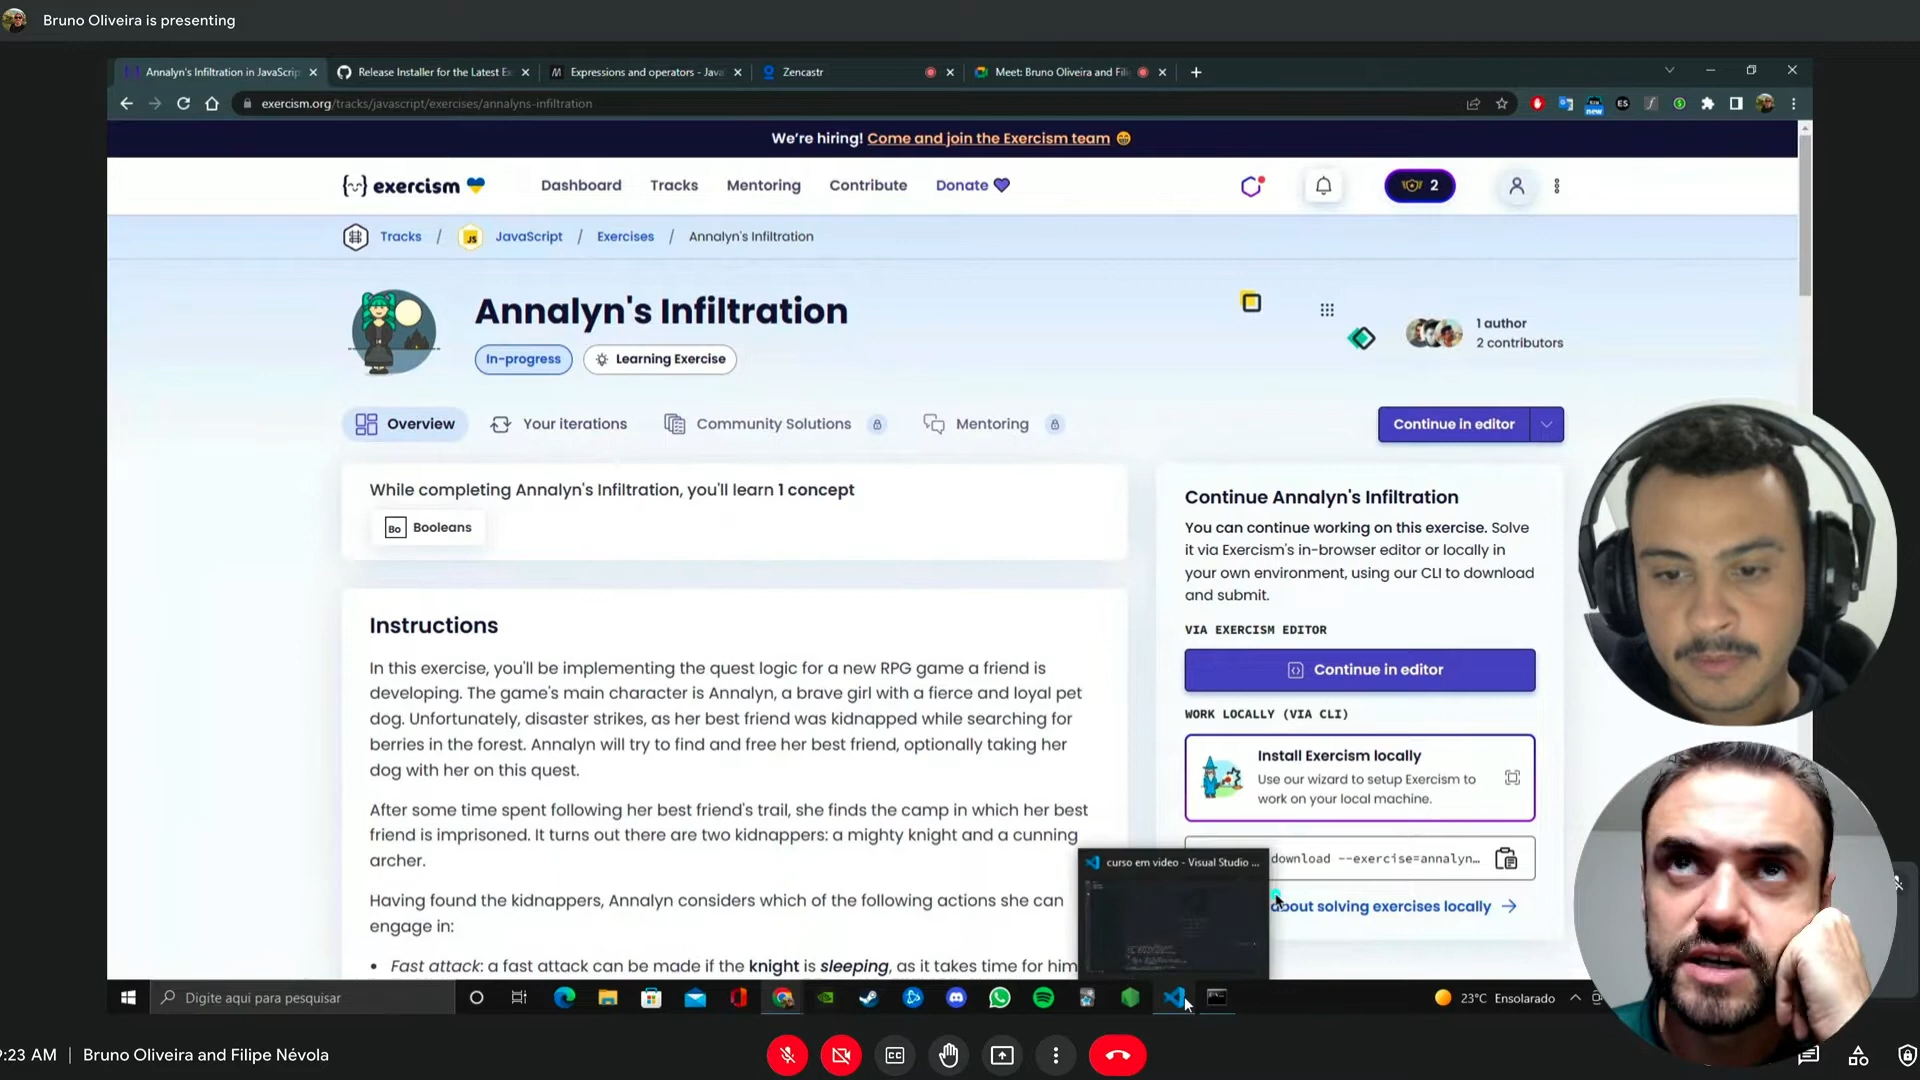 Bruno Oliveira is presenting
Annalyn's Infiltration in JavaScrip
Release Installer for the Latest Ex
Expressions and operators - Java
Zencastr
Meet: Bruno Oliveira and Fili
exercism.org/tracks/javascript/exercises/annalyns-infiltration
new
ES
We're hiring! Come and join the Exercism team
exercism
Dashboard
Tracks
Mentoring
Contribute
Donate
2
Tracks / JS JavaScript / Exercises / Annalyn's Infiltration
Annalyn's Infiltration
In-progress
Learning Exercise
1 author
2 contributors
Overview
Your iterations
Community Solutions
Mentoring
Continue in editor
While completing Annalyn's Infiltration, you'll learn 1 concept
Bo Booleans
Instructions
In this exercise, you'll be implementing the quest logic for a new RPG game a friend is
developing. The game's main character is Annalyn, a brave girl with a fierce and loyal pet
dog. Unfortunately, disaster strikes, as her best friend was kidnapped while searching for
berries in the forest. Annalyn will try to find and free her best friend, optionally taking her
dog with her on this quest.
After some time spent following her best friend's trail, she finds the camp in which her best
friend is imprisoned. It turns out there are two kidnappers: a mighty knight and a cunning
archer.
Having found the kidnappers, Annalyn considers which of the following actions she can
engage in:
• Fast attack: a fast attack can be made if the knight is sleeping, as it takes time for him
Continue Annalyn's Infiltration
You can continue working on this exercise. Solve
it via Exercism's in-browser editor or locally in
your own environment, using our CLI to download
and submit.
VIA EXERCISM EDITOR
Continue in editor
WORK LOCALLY (VIA CLI)
Install Exercism locally
Use our wizard to setup Exercism to
work on your local machine.
download --exercise=annalyn…
about solving exercises locally
curso em video - Visual Studio ...
Digite aqui para pesquisar
23°C Ensolarado
9:23 AM | Bruno Oliveira and Filipe Névola